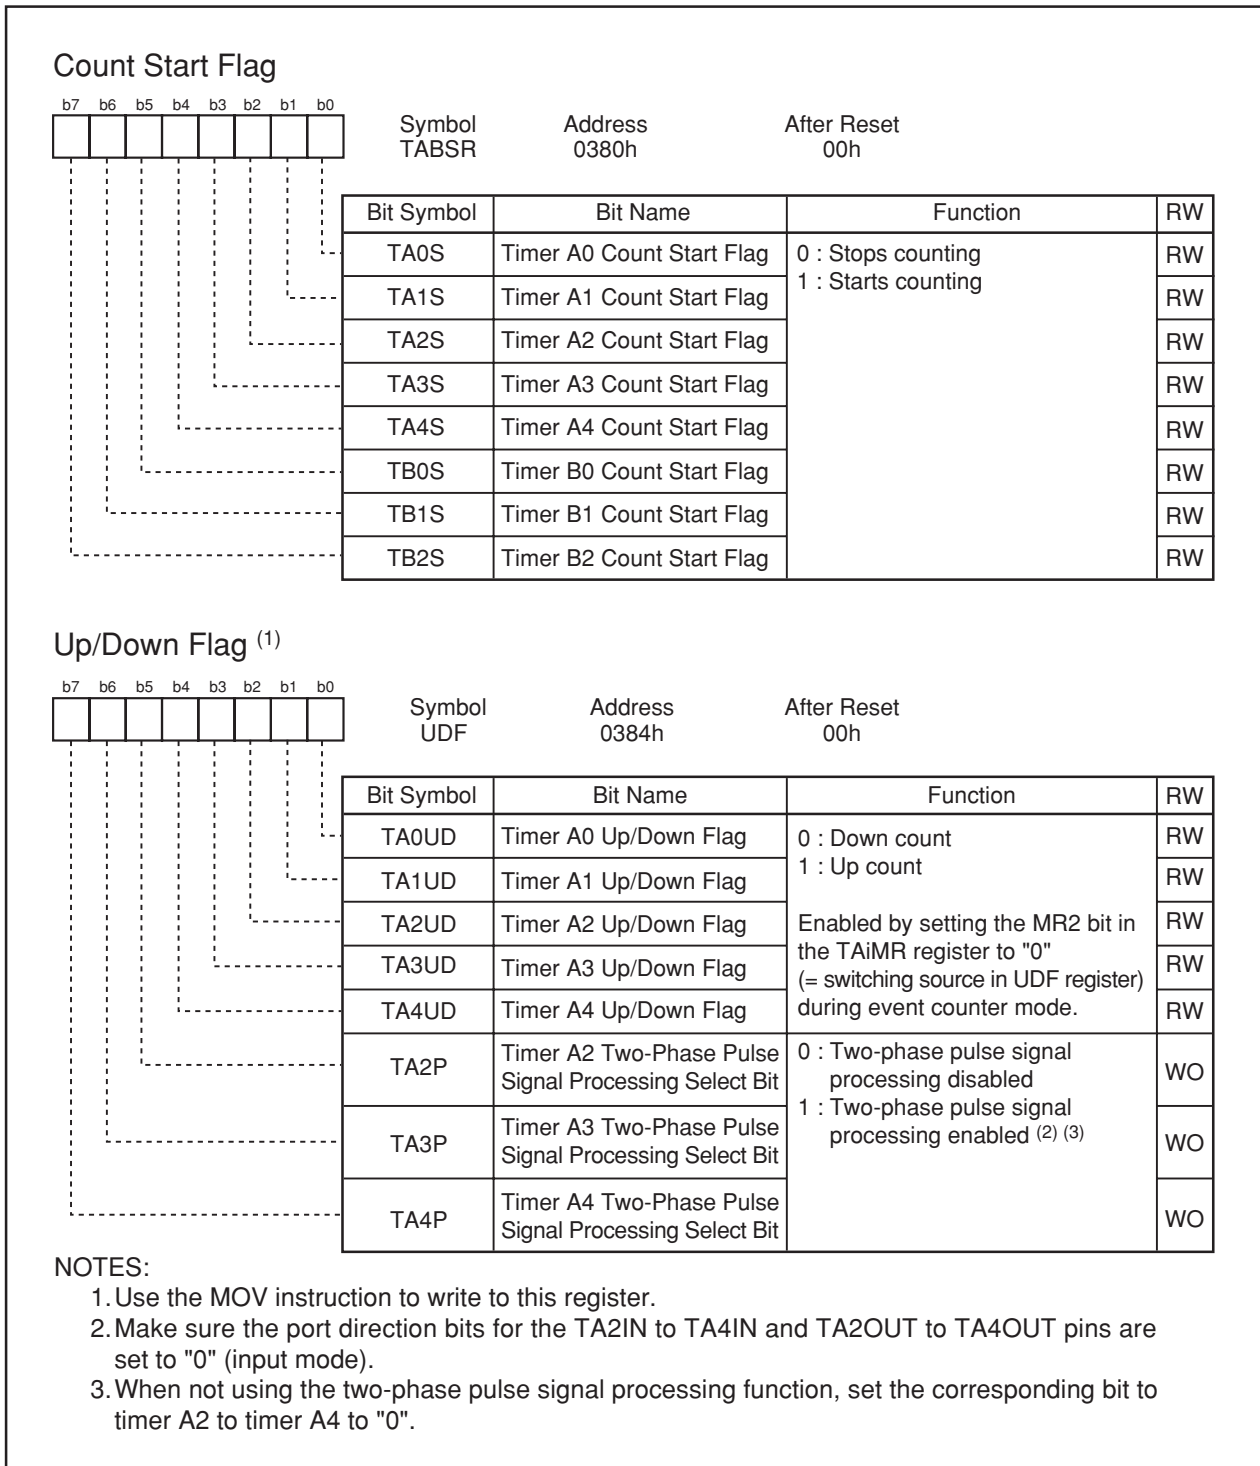 Count Start Flag
b7 b6 b5 b4 b3 b2 b1 b0
Symbol Address After Reset
TABSR 0380h 00h
Bit Symbol Bit Name Function RW
TA0S Timer A0 Count Start Flag 0 : Stops counting RW
1 : Starts counting
TA1S Timer A1 Count Start Flag RW
TA2S Timer A2 Count Start Flag RW
TA3S Timer A3 Count Start Flag RW
TA4S Timer A4 Count Start Flag RW
TB0S Timer B0 Count Start Flag RW
TB1S Timer B1 Count Start Flag RW
TB2S Timer B2 Count Start Flag RW
Up/Down Flag (1)
b7 b6 b5 b4 b3 b2 b1 b0
Symbol Address After Reset
UDF 0384h 00h
Bit Symbol Bit Name Function RW
TA0UD Timer A0 Up/Down Flag 0 : Down count RW
1 : Up count
TA1UD Timer A1 Up/Down Flag RW
TA2UD Timer A2 Up/Down Flag Enabled by setting the MR2 bit in RW
the TAiMR register to "0"
TA3UD Timer A3 Up/Down Flag (= switching source in UDF register) RW
TA4UD Timer A4 Up/Down Flag during event counter mode. RW
Timer A2 Two-Phase Pulse 0 : Two-phase pulse signal
TA2P Signal Processing Select Bit processing disabled WO
1 : Two-phase pulse signal
Timer A3 Two-Phase Pulse processing enabled (2) (3)
TA3P Signal Processing Select Bit WO
Timer A4 Two-Phase Pulse
TA4P Signal Processing Select Bit WO
NOTES:
1. Use the MOV instruction to write to this register.
2. Make sure the port direction bits for the TA2IN to TA4IN and TA2OUT to TA4OUT pins are
set to "0" (input mode).
3. When not using the two-phase pulse signal processing function, set the corresponding bit to
timer A2 to timer A4 to "0".